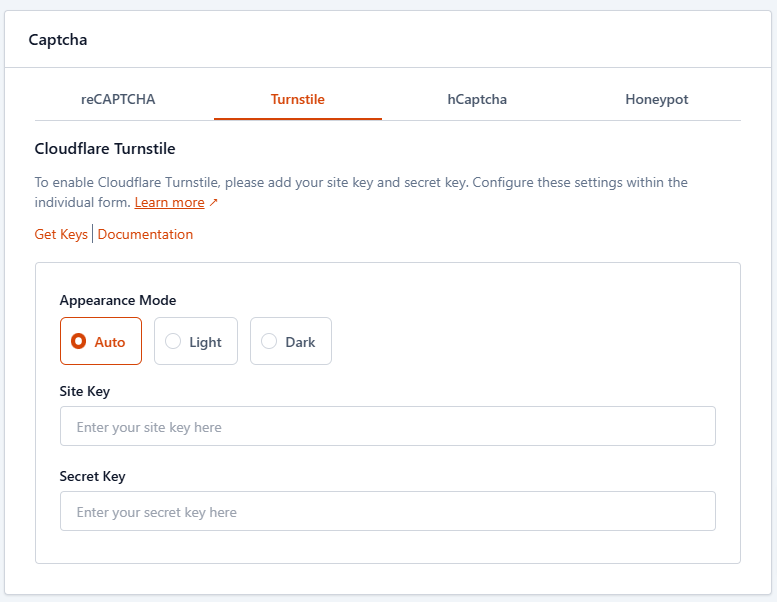 Captcha
reCAPTCHA Turnstile hCaptcha Honeypot
Cloudflare Turnstile
To enable Cloudflare Turnstile, please add your site key and secret key. Configure these settings within the
individual form. Learn more ↗
Get Keys | Documentation
Appearance Mode
Auto Light Dark
Site Key
Enter your site key here
Secret Key
Enter your secret key here